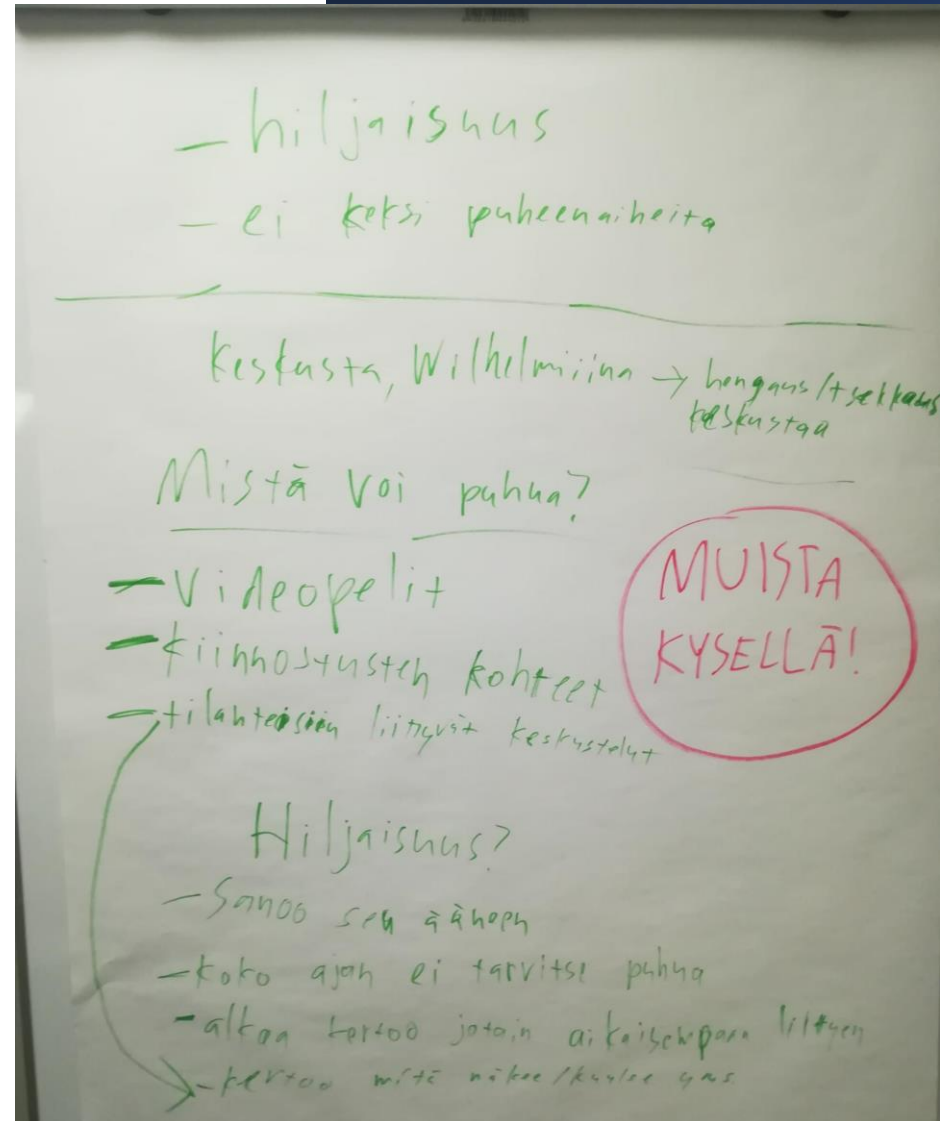 - hiljaisuus
- ei keksi puheenaiheita
Keskusta, Wilhelmiiina → hengaus/tsekkaus
keskustaa
Mistä voi puhua?
- Videopelit
- kiinnostusten kohteet
- tilanteisiin liittyvät keskustelut
MUISTA
KYSELLÄ!
Hiljaisuus?
- Sanoo sen ääneen
- koko ajan ei tarvitse puhua
- alkaa kertoo jotain aikaisempaan liittyen
- kertoo mitä näkee/kuulee yms.